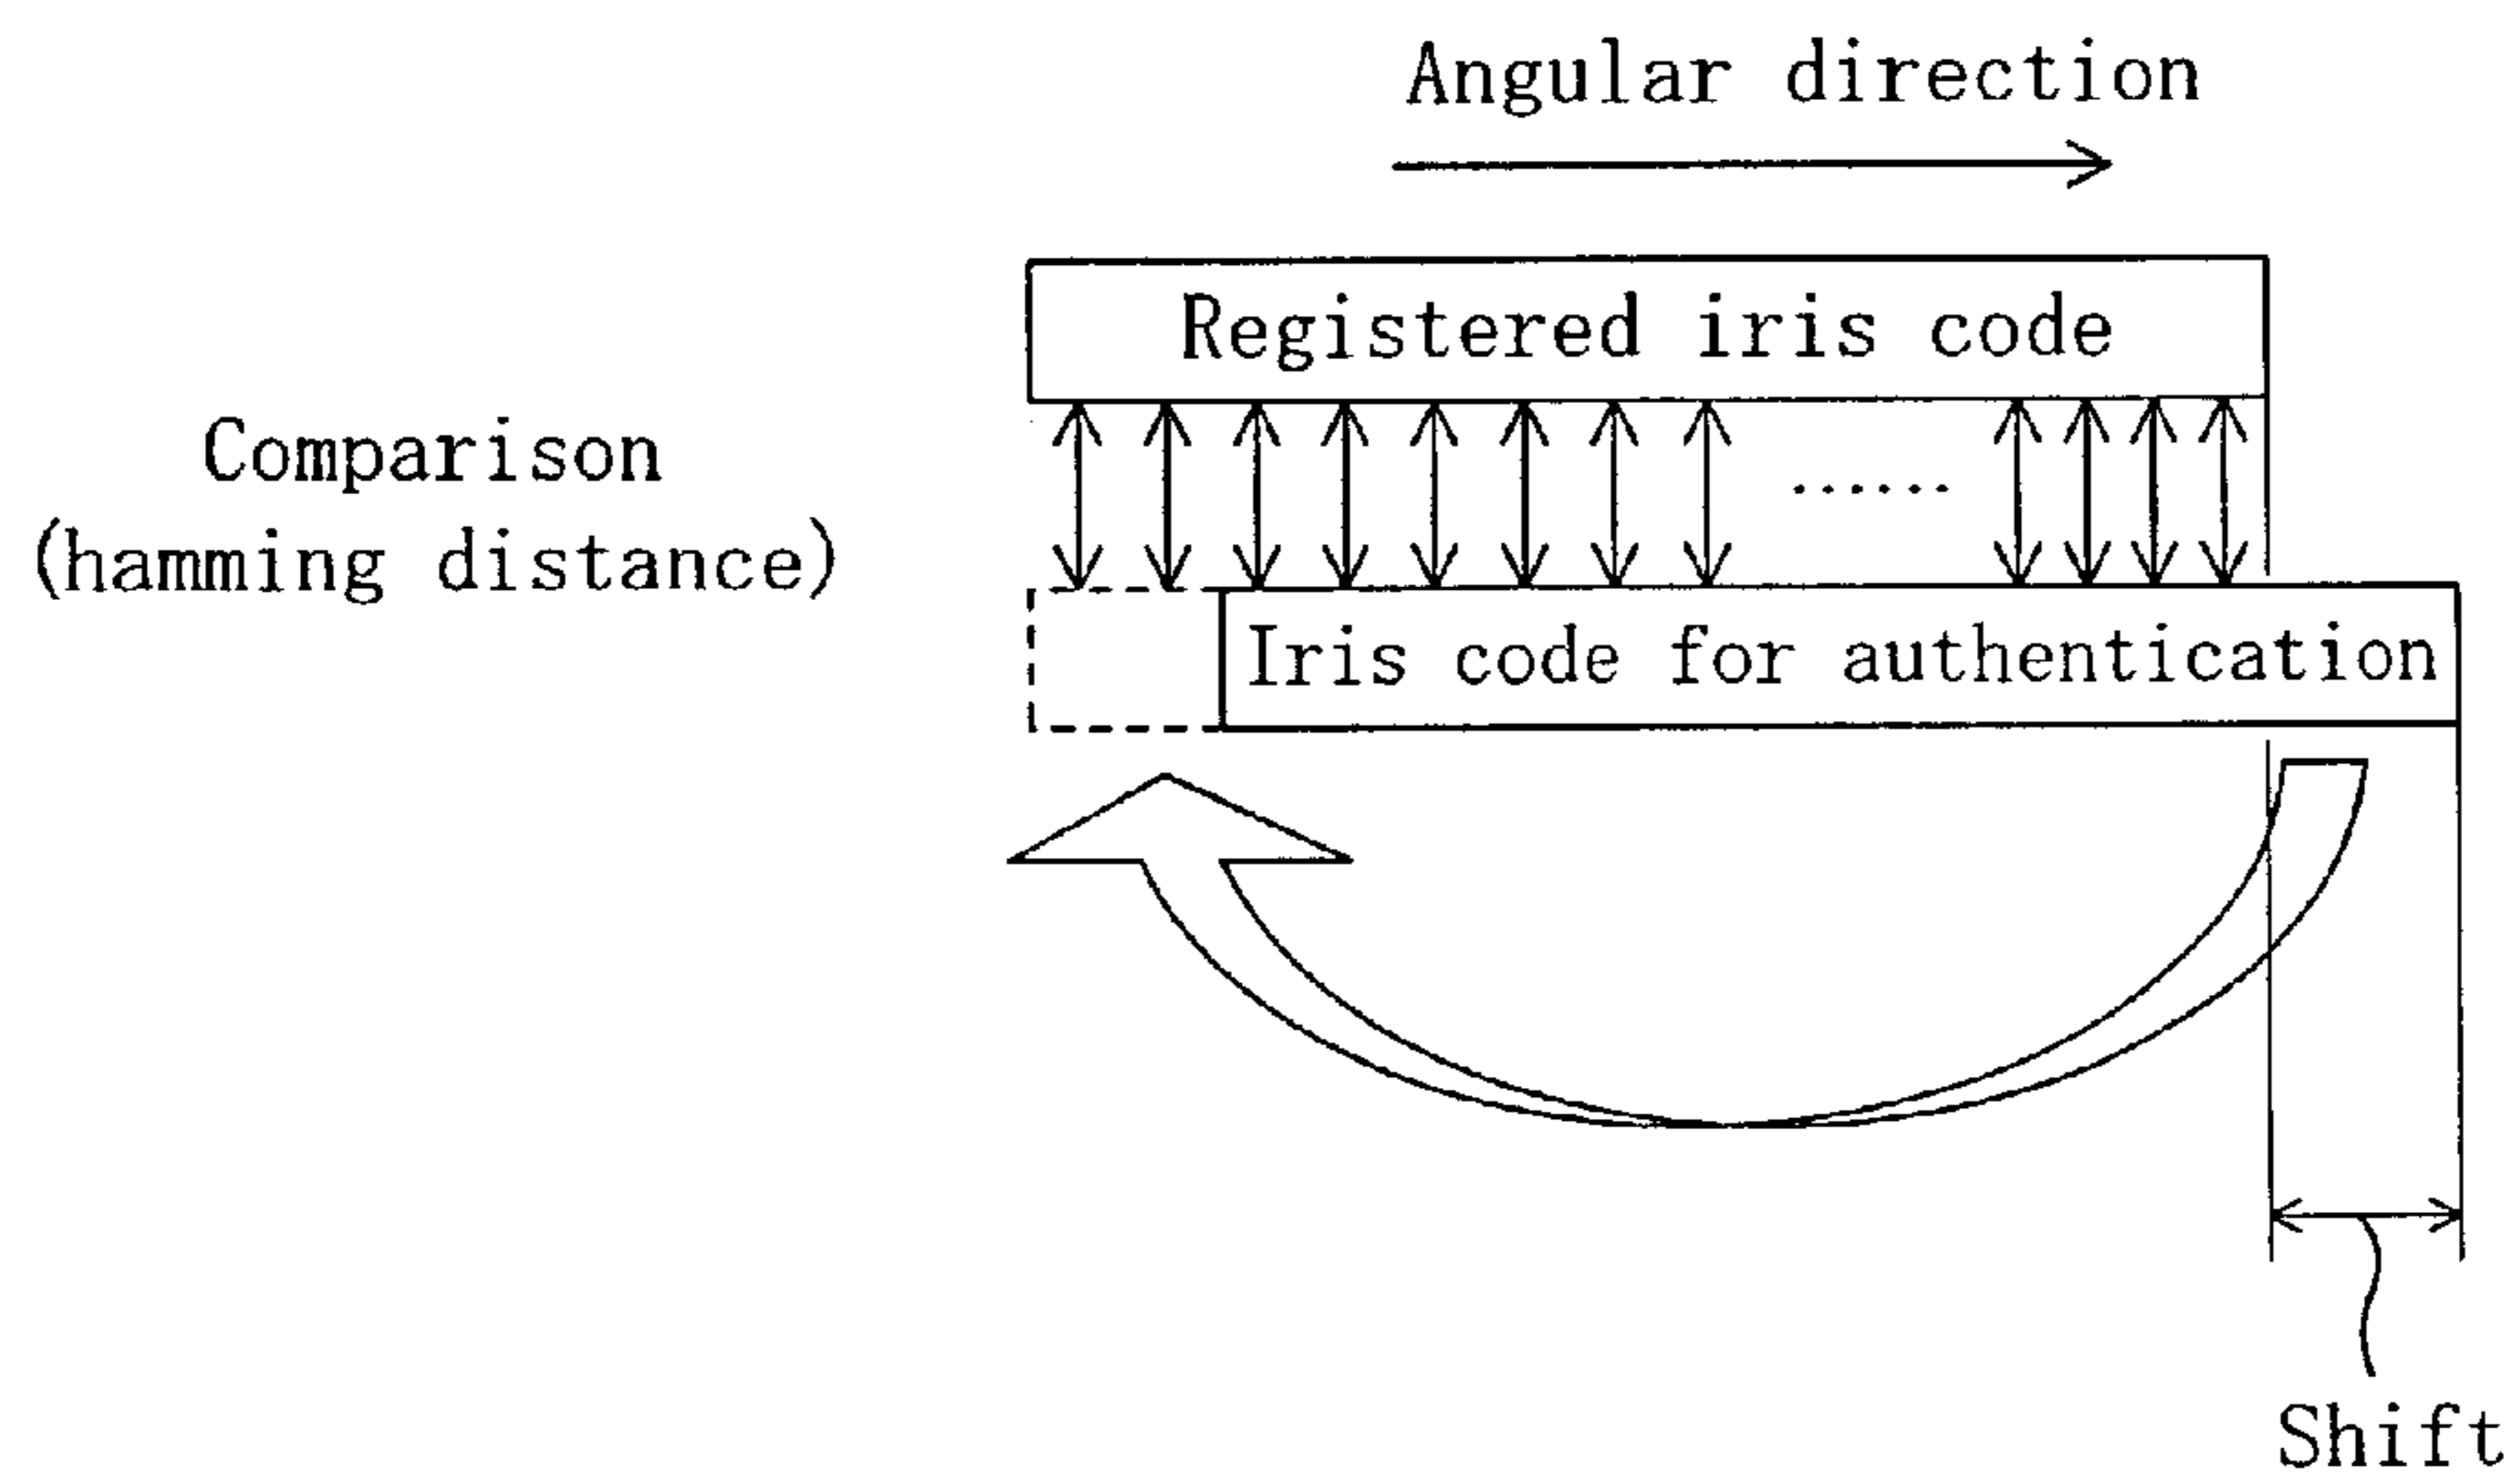 Angular direction
Registered iris code
Comparison
(hamming distance)
......
Iris code for authentication
Shift